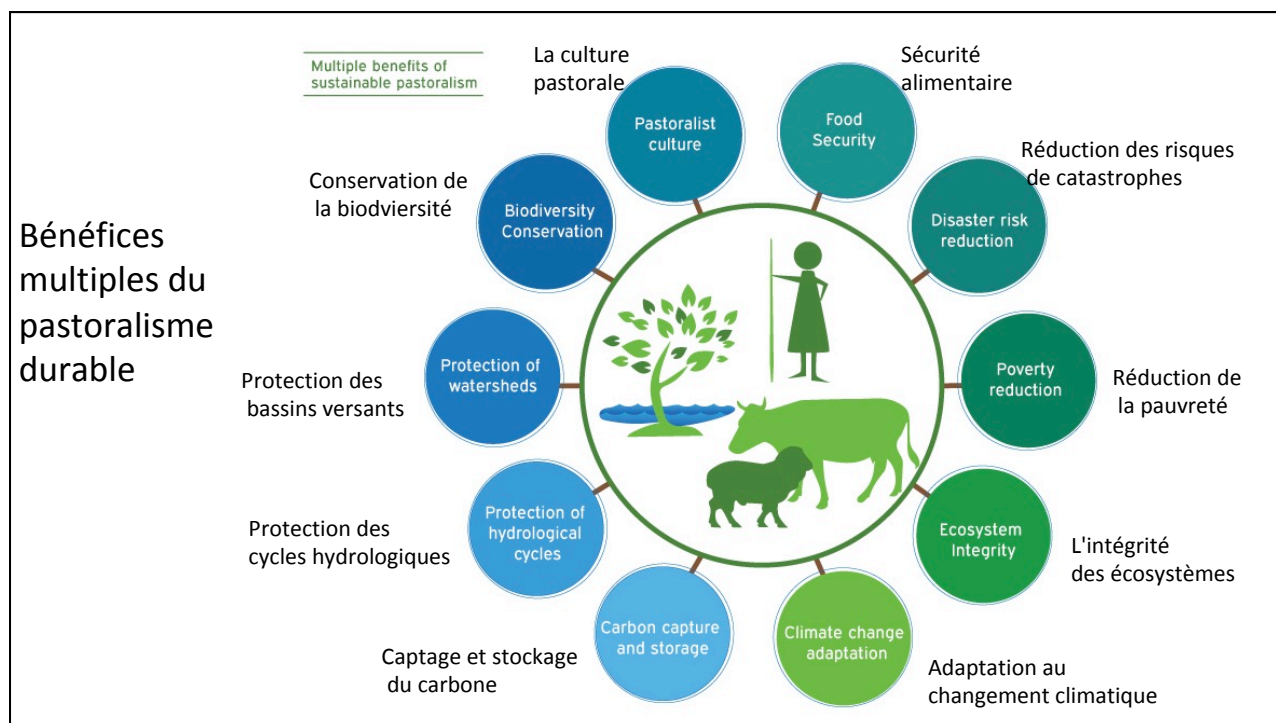 Multiple benefits of
sustainable pastoralism
Bénéfices
multiples du
pastoralisme
durable
La culture
pastorale
Pastoralist
culture
Sécurité
alimentaire
Food
Security
Réduction des risques
de catastrophes
Disaster risk
reduction
Réduction de
la pauvreté
Poverty
reduction
L'intégrité
des écosystèmes
Ecosystem
Integrity
Adaptation au
changement climatique
Climate change
adaptation
Captage et stockage
du carbone
Carbon capture
and storage
Protection des
cycles hydrologiques
Protection of
hydrological
cycles
Protection des
bassins versants
Protection of
watersheds
Conservation de
la biodviersité
Biodiversity
Conservation